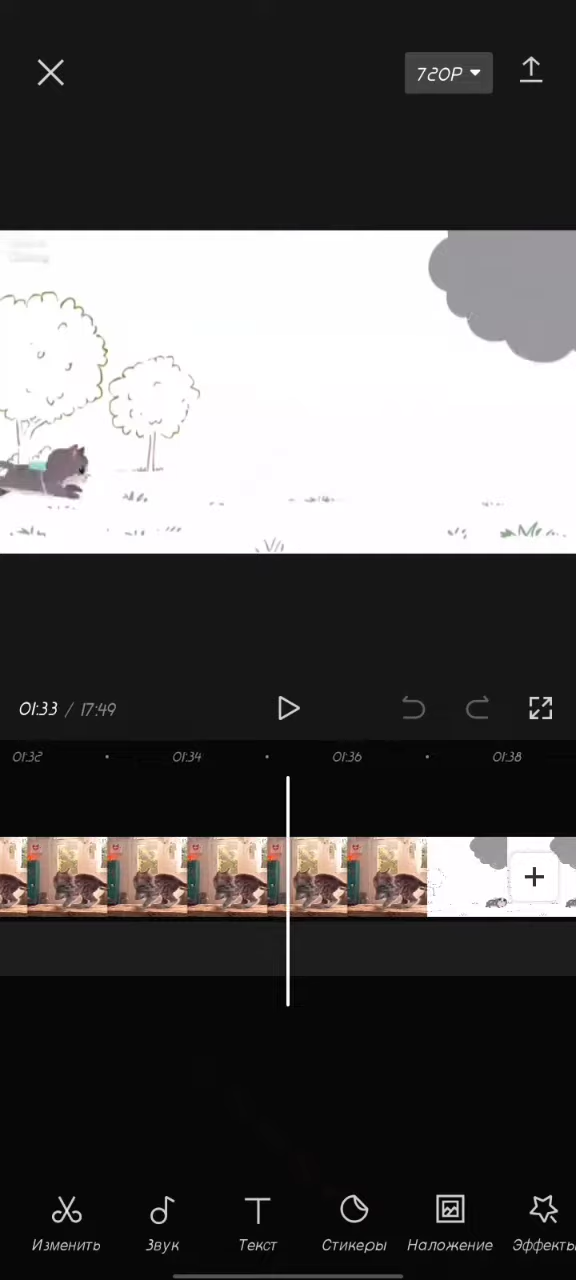 720P
01:33 / 17:49
01:32 01:34 01:36 01:38
Изменить Звук Текст Стикеры Наложение Эффекты